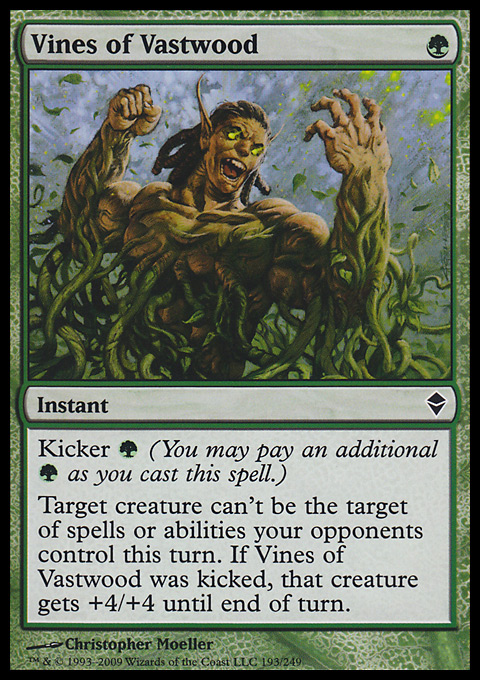 Vines of Vastwood
Instant
Kicker (You may pay an additional
as you cast this spell.)
Target creature can't be the target
of spells or abilities your opponents
control this turn. If Vines of
Vastwood was kicked, that creature
gets +4/+4 until end of turn.
Christopher Moeller
™ & © 1993–2009 Wizards of the Coast LLC 193/249